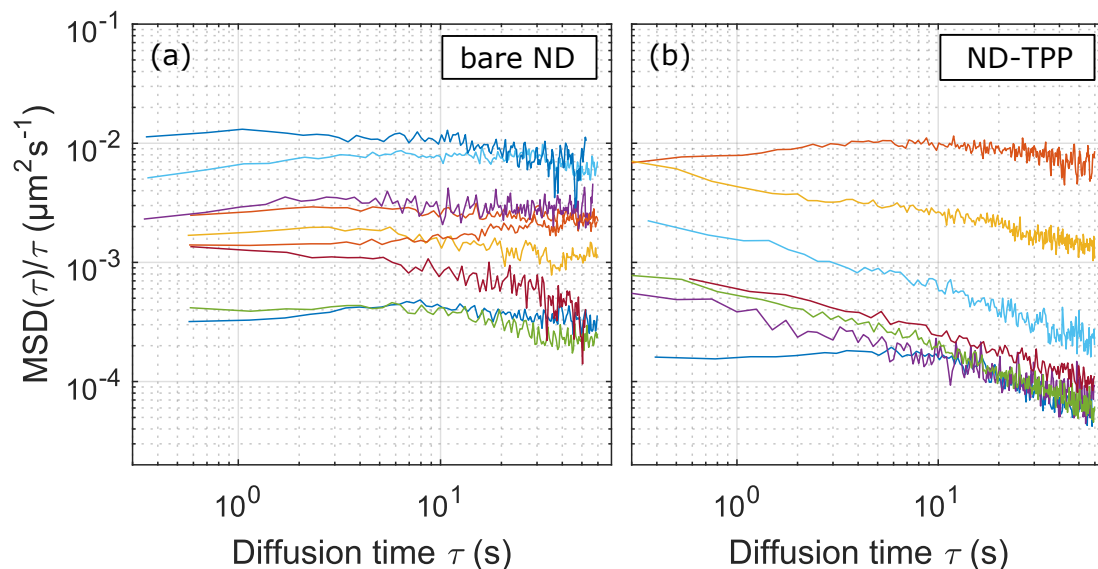 (a)
bare ND
(b)
ND-TPP
MSD(τ)/τ (μm² s⁻¹)
10⁻¹
10⁻²
10⁻³
10⁻⁴
10⁰ 10¹
10⁰ 10¹
Diffusion time τ (s)
Diffusion time τ (s)